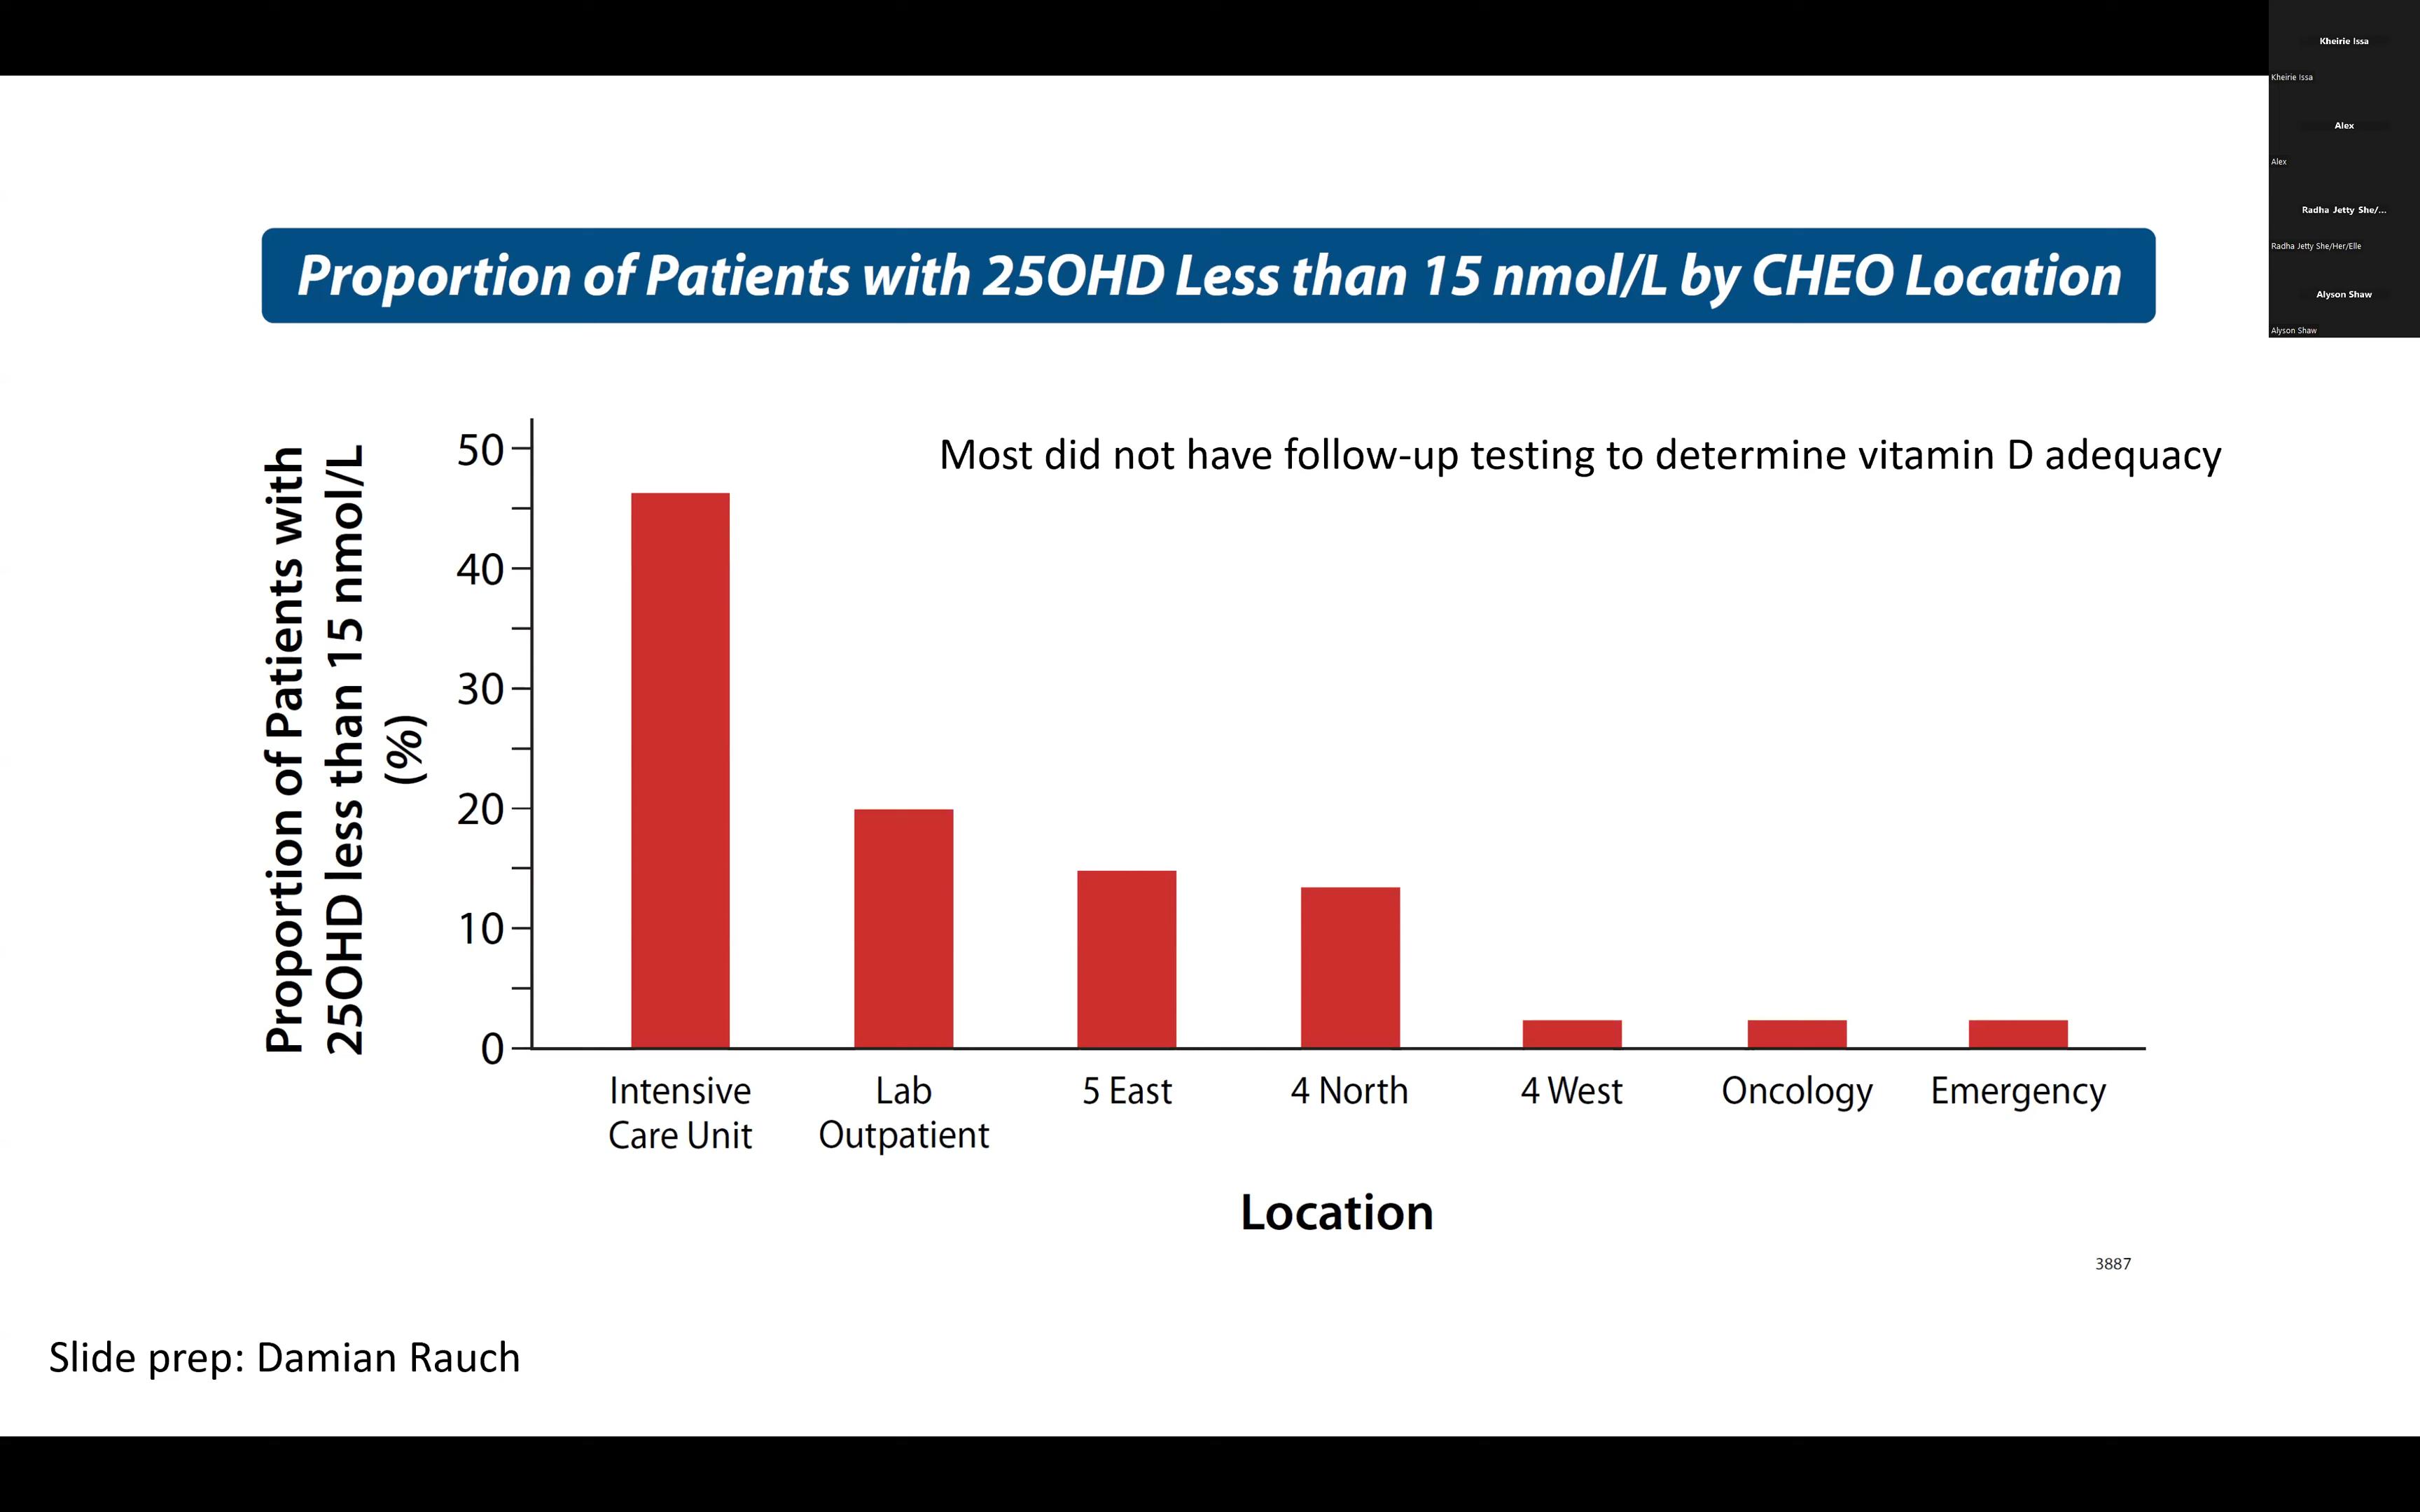 Proportion of Patients with 25OHD Less than 15 nmol/L by CHEO Location
Most did not have follow-up testing to determine vitamin D adequacy
Proportion of Patients with
25OHD less than 15 nmol/L
(%)
50
40
30
20
10
0
Intensive
Care Unit
Lab
Outpatient
5 East
4 North
4 West
Oncology
Emergency
Location
3887
Slide prep: Damian Rauch
Kheirie Issa
Kheirie Issa
Alex
Alex
Radha Jetty She/...
Radha Jetty She/Her/Elle
Alyson Shaw
Alyson Shaw